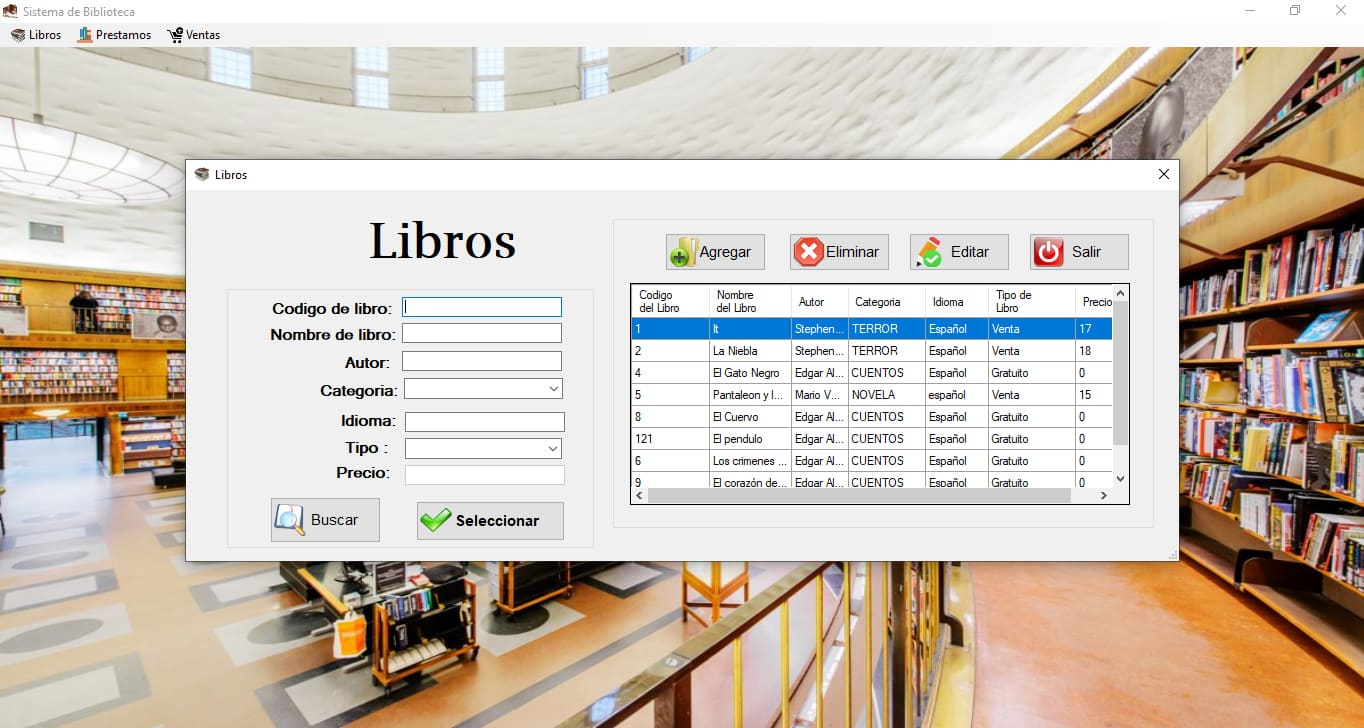 Sistema de Biblioteca
Libros Prestamos Ventas
Libros
Libros
Codigo de libro:
Nombre de libro:
Autor:
Categoria:
Idioma:
Tipo :
Precio:
Buscar Seleccionar
Agregar Eliminar Editar Salir
Codigo del Libro Nombre del Libro Autor Categoria Idioma Tipo de Libro Precio
1 It Stephen... TERROR Español Venta 17
2 La Niebla Stephen... TERROR Español Venta 18
4 El Gato Negro Edgar Al... CUENTOS Español Gratuito 0
5 Pantaleon y l... Mario V... NOVELA español Venta 15
8 El Cuervo Edgar Al... CUENTOS Español Gratuito 0
121 El pendulo Edgar Al... CUENTOS Español Gratuito 0
6 Los crimenes ... Edgar Al... CUENTOS Español Gratuito 0
9 El corazón de... Edgar Al... CUENTOS Español Gratuito 0